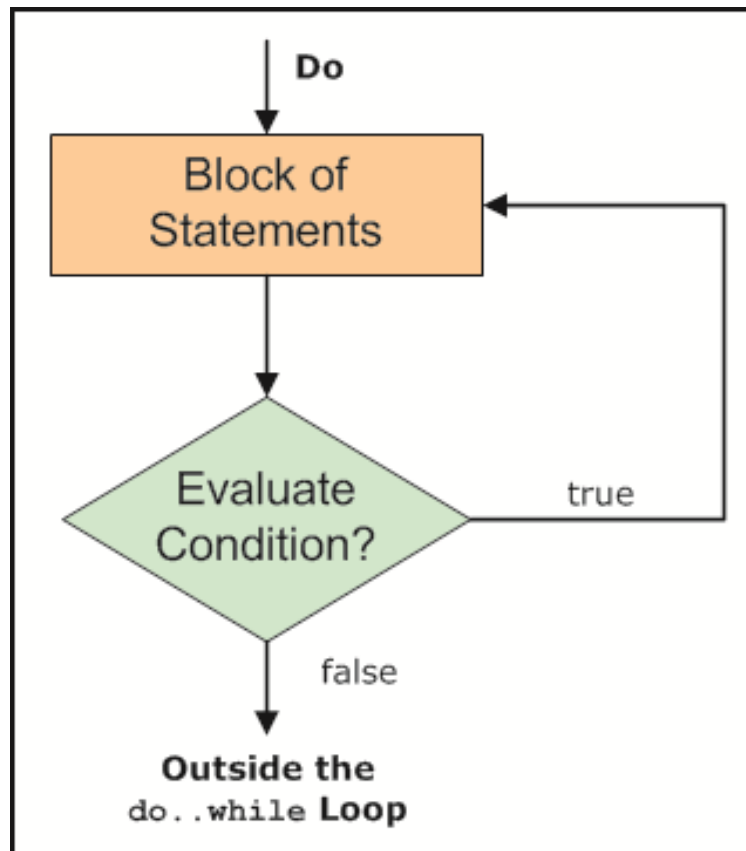 Do
Block of
Statements
Evaluate
Condition?
true
false
Outside the
do..while Loop